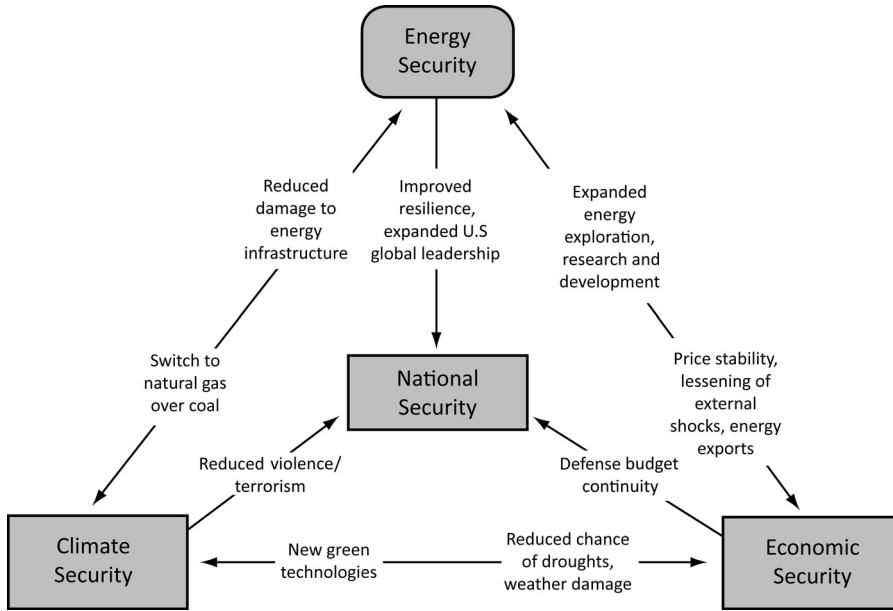 Energy
Security
Reduced
damage to
energy
infrastructure
Improved
resilience,
expanded U.S
global leadership
Expanded
energy
exploration,
research and
development
Switch to
natural gas
over coal
National
Security
Price stability,
lessening of
external
shocks, energy
exports
Reduced violence/
terrorism
Defense budget
continuity
Climate
Security
New green
technologies
Reduced chance
of droughts,
weather damage
Economic
Security